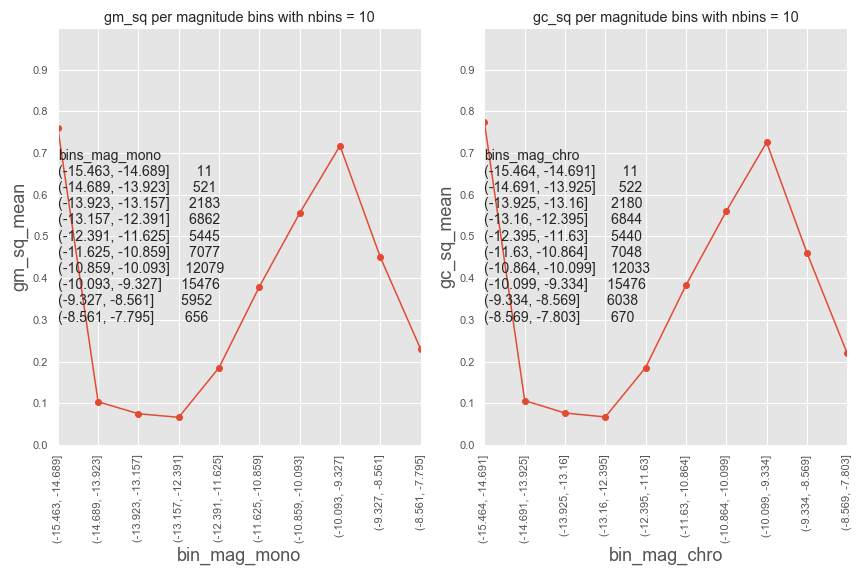 gm_sq per magnitude bins with nbins = 10
gm_sq_mean
0.9
0.8
0.7
0.6
0.5
0.4
0.3
0.2
0.1
0.0
bins_mag_mono
(-15.463, -14.689] 11
(-14.689, -13.923] 521
(-13.923, -13.157] 2183
(-13.157, -12.391] 6862
(-12.391, -11.625] 5445
(-11.625, -10.859] 7077
(-10.859, -10.093] 12079
(-10.093, -9.327] 15476
(-9.327, -8.561] 5952
(-8.561, -7.795] 656
(-15.463, -14.689]
(-14.689, -13.923]
(-13.923, -13.157]
(-13.157, -12.391]
(-12.391, -11.625]
(-11.625, -10.859]
(-10.859, -10.093]
(-10.093, -9.327]
(-9.327, -8.561]
(-8.561, -7.795]
bin_mag_mono
gc_sq per magnitude bins with nbins = 10
gc_sq_mean
0.9
0.8
0.7
0.6
0.5
0.4
0.3
0.2
0.1
0.0
bins_mag_chro
(-15.464, -14.691] 11
(-14.691, -13.925] 522
(-13.925, -13.16] 2180
(-13.16, -12.395] 6844
(-12.395, -11.63] 5440
(-11.63, -10.864] 7048
(-10.864, -10.099] 12033
(-10.099, -9.334] 15476
(-9.334, -8.569] 6038
(-8.569, -7.803] 670
(-15.464, -14.691]
(-14.691, -13.925]
(-13.925, -13.16]
(-13.16, -12.395]
(-12.395, -11.63]
(-11.63, -10.864]
(-10.864, -10.099]
(-10.099, -9.334]
(-9.334, -8.569]
(-8.569, -7.803]
bin_mag_chro